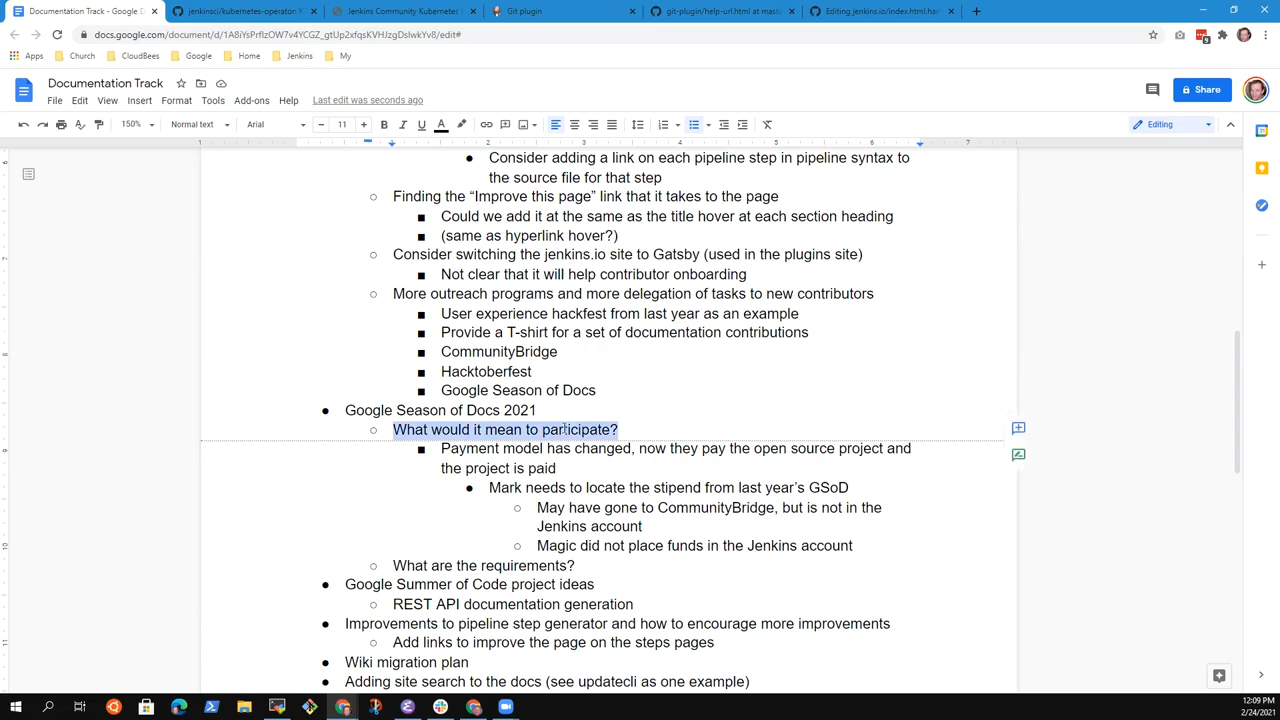 Documentation Track - Google D
jenkinsci/kubernetes-operator: K
Jenkins Community Kubernetes
Git plugin
git-plugin/help-url.html at mast
Editing jenkins.io/index.html.ha
docs.google.com/document/d/1A8iYsPrflzOW7v4YCGZ_gtUp2xfqsKVHJzgDslwkYv8/edit#
9
Apps
Church
CloudBees
Google
Home
Jenkins
My
Documentation Track
File Edit View Insert Format Tools Add-ons Help Last edit was seconds ago
Share
150% Normal text Arial 11 B I U A Editing
1 2 3 4 5 6 7
Consider adding a link on each pipeline step in pipeline syntax to
the source file for that step
Finding the “Improve this page” link that it takes to the page
Could we add it at the same as the title hover at each section heading
(same as hyperlink hover?)
Consider switching the jenkins.io site to Gatsby (used in the plugins site)
Not clear that it will help contributor onboarding
More outreach programs and more delegation of tasks to new contributors
User experience hackfest from last year as an example
Provide a T-shirt for a set of documentation contributions
CommunityBridge
Hacktoberfest
Google Season of Docs
Google Season of Docs 2021
What would it mean to participate?
Payment model has changed, now they pay the open source project and
the project is paid
Mark needs to locate the stipend from last year’s GSoD
May have gone to CommunityBridge, but is not in the
Jenkins account
Magic did not place funds in the Jenkins account
What are the requirements?
Google Summer of Code project ideas
REST API documentation generation
Improvements to pipeline step generator and how to encourage more improvements
Add links to improve the page on the steps pages
Wiki migration plan
Adding site search to the docs (see updatecli as one example)
12:09 PM
2/24/2021